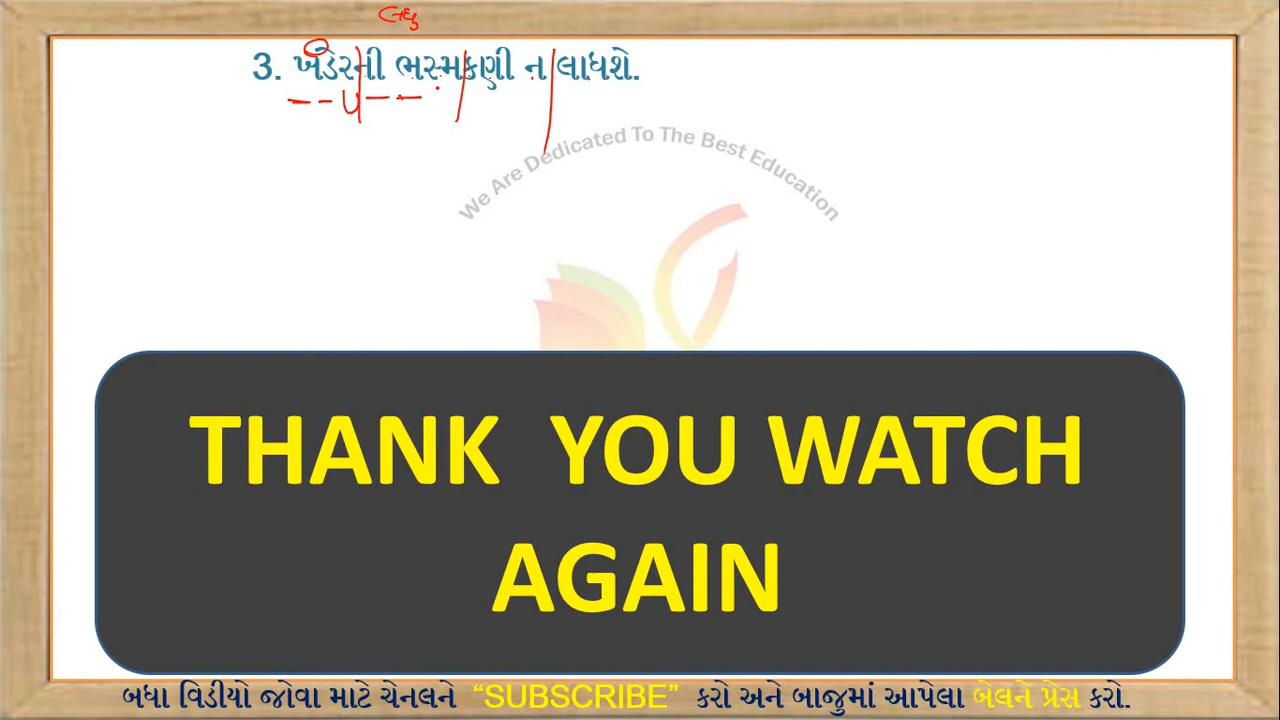 લઘુ
3. ખંડેરની ભસ્મકણી ન લાધશે.
We Are Dedicated To The Best Education
THANK YOU WATCH
AGAIN
બધા વિડીયો જોવા માટે ચેનલને “SUBSCRIBE” કરો અને બાજુમાં આપેલા બેલને પ્રેસ કરો.